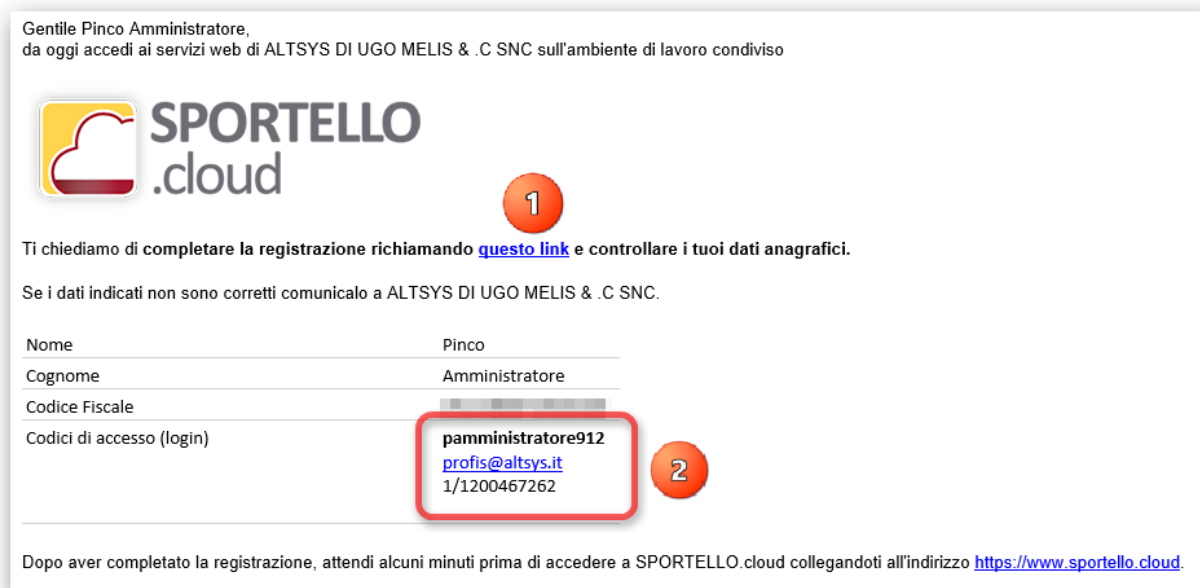 Gentile Pinco Amministratore,
da oggi accedi ai servizi web di ALTSYS DI UGO MELIS & .C SNC sull'ambiente di lavoro condiviso
SPORTELLO
.cloud
1
Ti chiediamo di completare la registrazione richiamando questo link e controllare i tuoi dati anagrafici.
Se i dati indicati non sono corretti comunicalo a ALTSYS DI UGO MELIS & .C SNC.
Nome Pinco
Cognome Amministratore
Codice Fiscale
Codici di accesso (login) pamministratore912
profis@altsys.it
2
1/1200467262
Dopo aver completato la registrazione, attendi alcuni minuti prima di accedere a SPORTELLO.cloud collegandoti all'indirizzo https://www.sportello.cloud.